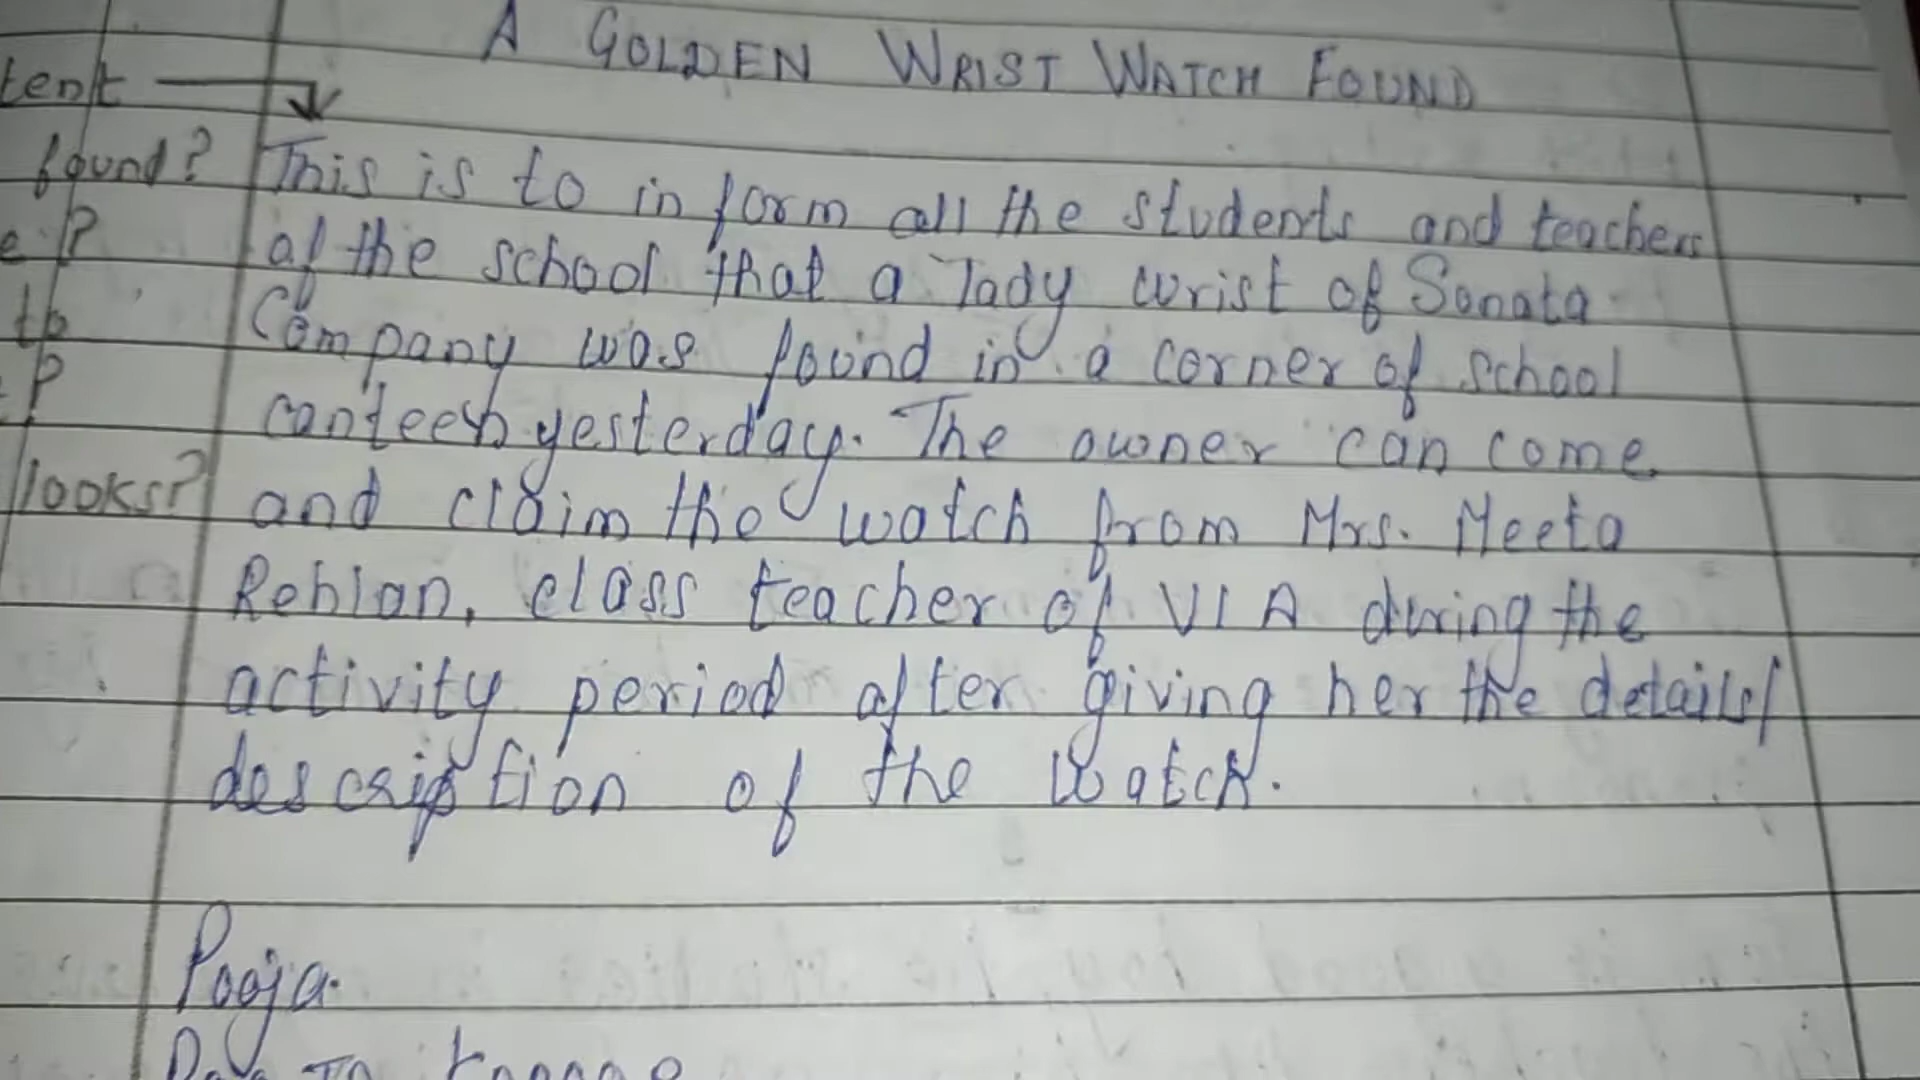 A GOLDEN WRIST WATCH FOUND
tent
found? This is to inform all the students and teachers
e? of the school that a lady wrist of Sonata
to Company was found in a corner of school
? canteen yesterday. The owner can come
looks? and claim the watch from Mrs. Meeta
class teacher of VI A during the
activity period after giving her the details/
description of the watch.
Pooja